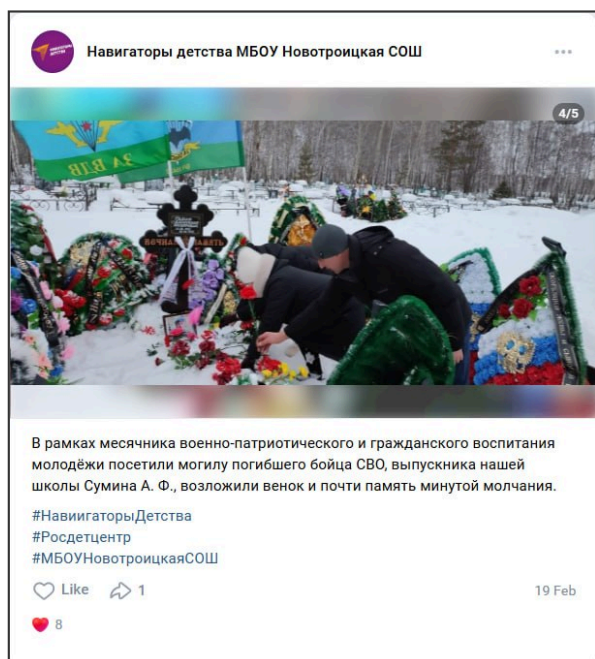 Навигаторы детства МБОУ Новотроицкая СОШ
4/5
ЗА ВДВ
ВЕЧНАЯ ПАМЯТЬ
В рамках месячника военно-патриотического и гражданского воспитания
молодёжи посетили могилу погибшего бойца СВО, выпускника нашей
школы Сумина А. Ф., возложили венок и почти память минутой молчания.
#НавиигаторыДетства
#Росдетцентр
#МБОУНовотроицкаяСОШ
Like 1
19 Feb
8